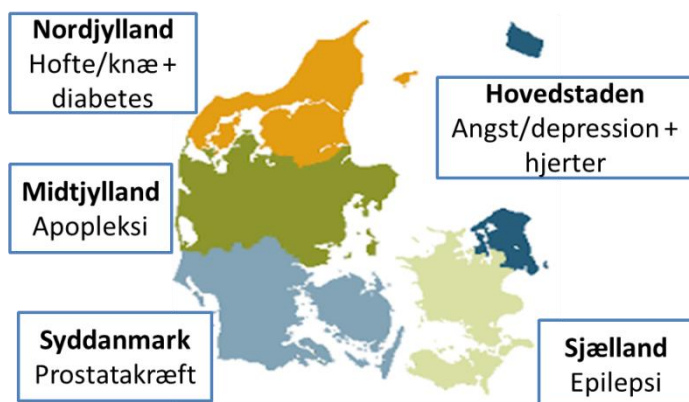 Nordjylland
Hofte/knæ +
diabetes
Hovedstaden
Angst/depression +
hjerter
Midtjylland
Apopleksi
Syddanmark
Prostatakræft
Sjælland
Epilepsi